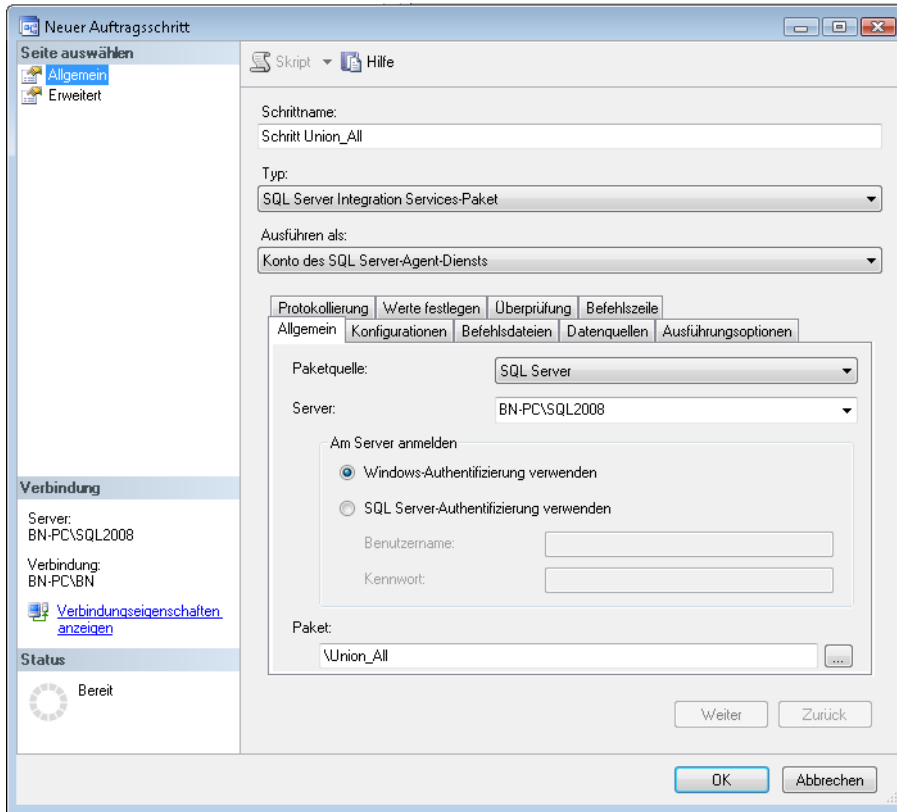 Neuer Auftragsschritt
Seite auswählen
Allgemein
Erweitert
Skript
Hilfe
Schrittname:
Schritt Union_All
Typ:
SQL Server Integration Services-Paket
Ausführen als:
Konto des SQL Server-Agent-Diensts
Protokollierung Werte festlegen Überprüfung Befehlszeile
Allgemein Konfigurationen Befehlsdateien Datenquellen Ausführungsoptionen
Paketquelle: SQL Server
Server: BN-PC\SQL2008
Am Server anmelden
Windows-Authentifizierung verwenden
SQL Server-Authentifizierung verwenden
Benutzername:
Kennwort:
Paket:
\Union_All
...
Verbindung
Server:
BN-PC\SQL2008
Verbindung:
BN-PC\BN
Verbindungseigenschaften
anzeigen
Status
Bereit
Weiter Zurück
OK Abbrechen